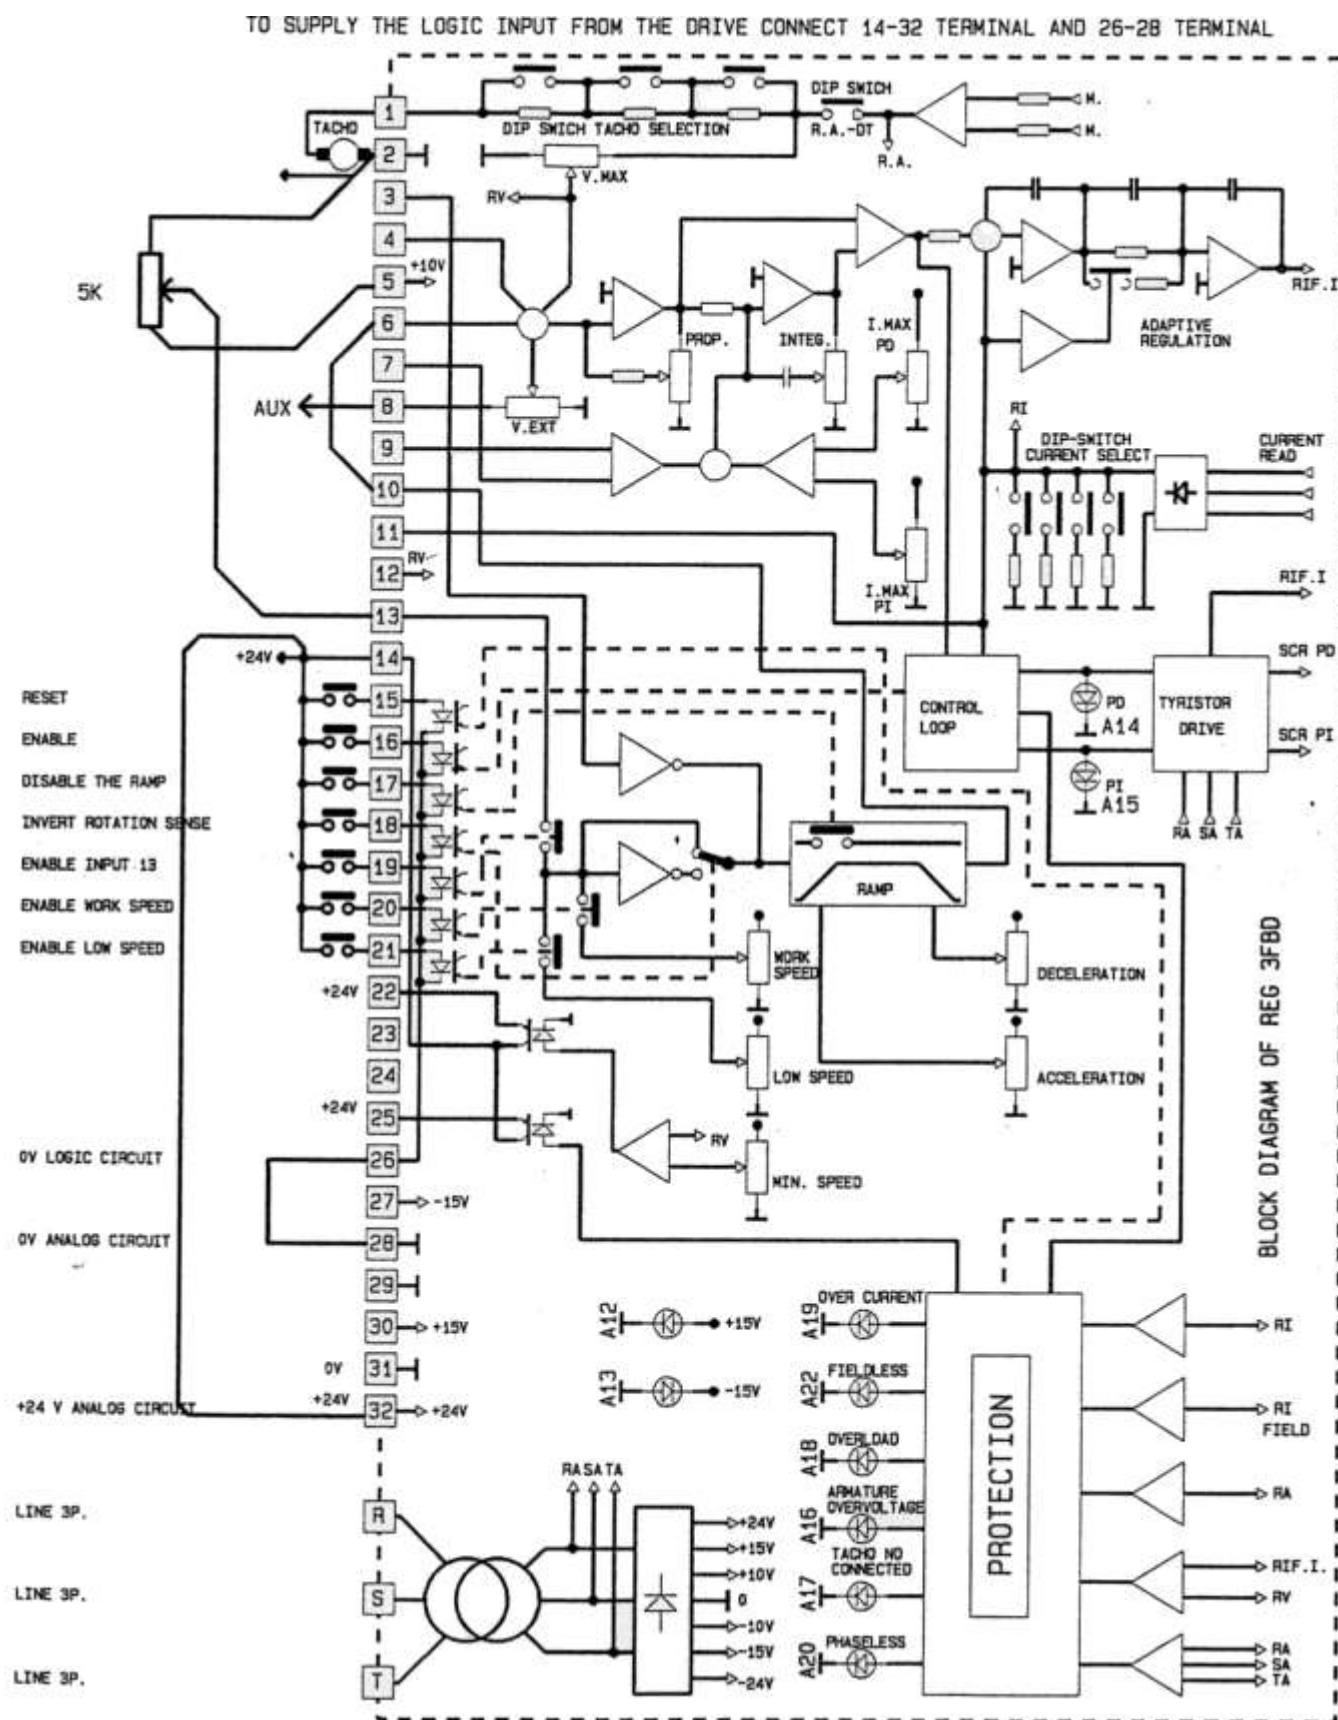 TO SUPPLY THE LOGIC INPUT FROM THE DRIVE CONNECT 14-32 TERMINAL AND 26-28 TERMINAL
1
TACHO
DIP SWICH TACHO SELECTION
DIP SWICH
R.A.-DT
M.
M.
R.A.
2
V.MAX
RV
3
4
5
+10V
5K
6
PROP.
INTEG.
I.MAX
PD
ADAPTIVE
REGULATION
RIF.I
7
8
AUX
V.EXT
RI
DIP-SWITCH
CURRENT SELECT
CURRENT
READ
9
10
11
12
RV
I.MAX
PI
RIF.I
13
+24V
14
SCR PD
RESET
15
CONTROL
LOOP
PD
A14
TYRISTOR
DRIVE
ENABLE
16
SCR PI
DISABLE THE RAMP
17
PI
A15
INVERT ROTATION SENSE
18
RA SA TA
ENABLE INPUT 13
19
RAMP
ENABLE WORK SPEED
20
ENABLE LOW SPEED
21
WORK
SPEED
DECELERATION
+24V
22
23
24
LOW SPEED
ACCELERATION
+24V
25
RV
0V LOGIC CIRCUIT
26
MIN. SPEED
27
-15V
0V ANALOG CIRCUIT
28
29
BLOCK DIAGRAM OF REG 3FBD
30
+15V
A12
+15V
A19
OVER CURRENT
RI
0V
31
A13
-15V
A22
FIELDLESS
+24 V ANALOG CIRCUIT
+24V
32
+24V
RI
FIELD
A18
OVERLOAD
PROTECTION
RA SA TA
LINE 3P.
R
+24V
+15V
+10V
0
-10V
-15V
-24V
A16
ARMATURE
OVERVOLTAGE
RA
LINE 3P.
S
A17
TACHO NO
CONNECTED
RIF.I.
RV
LINE 3P.
T
A20
PHASELESS
RA
SA
TA